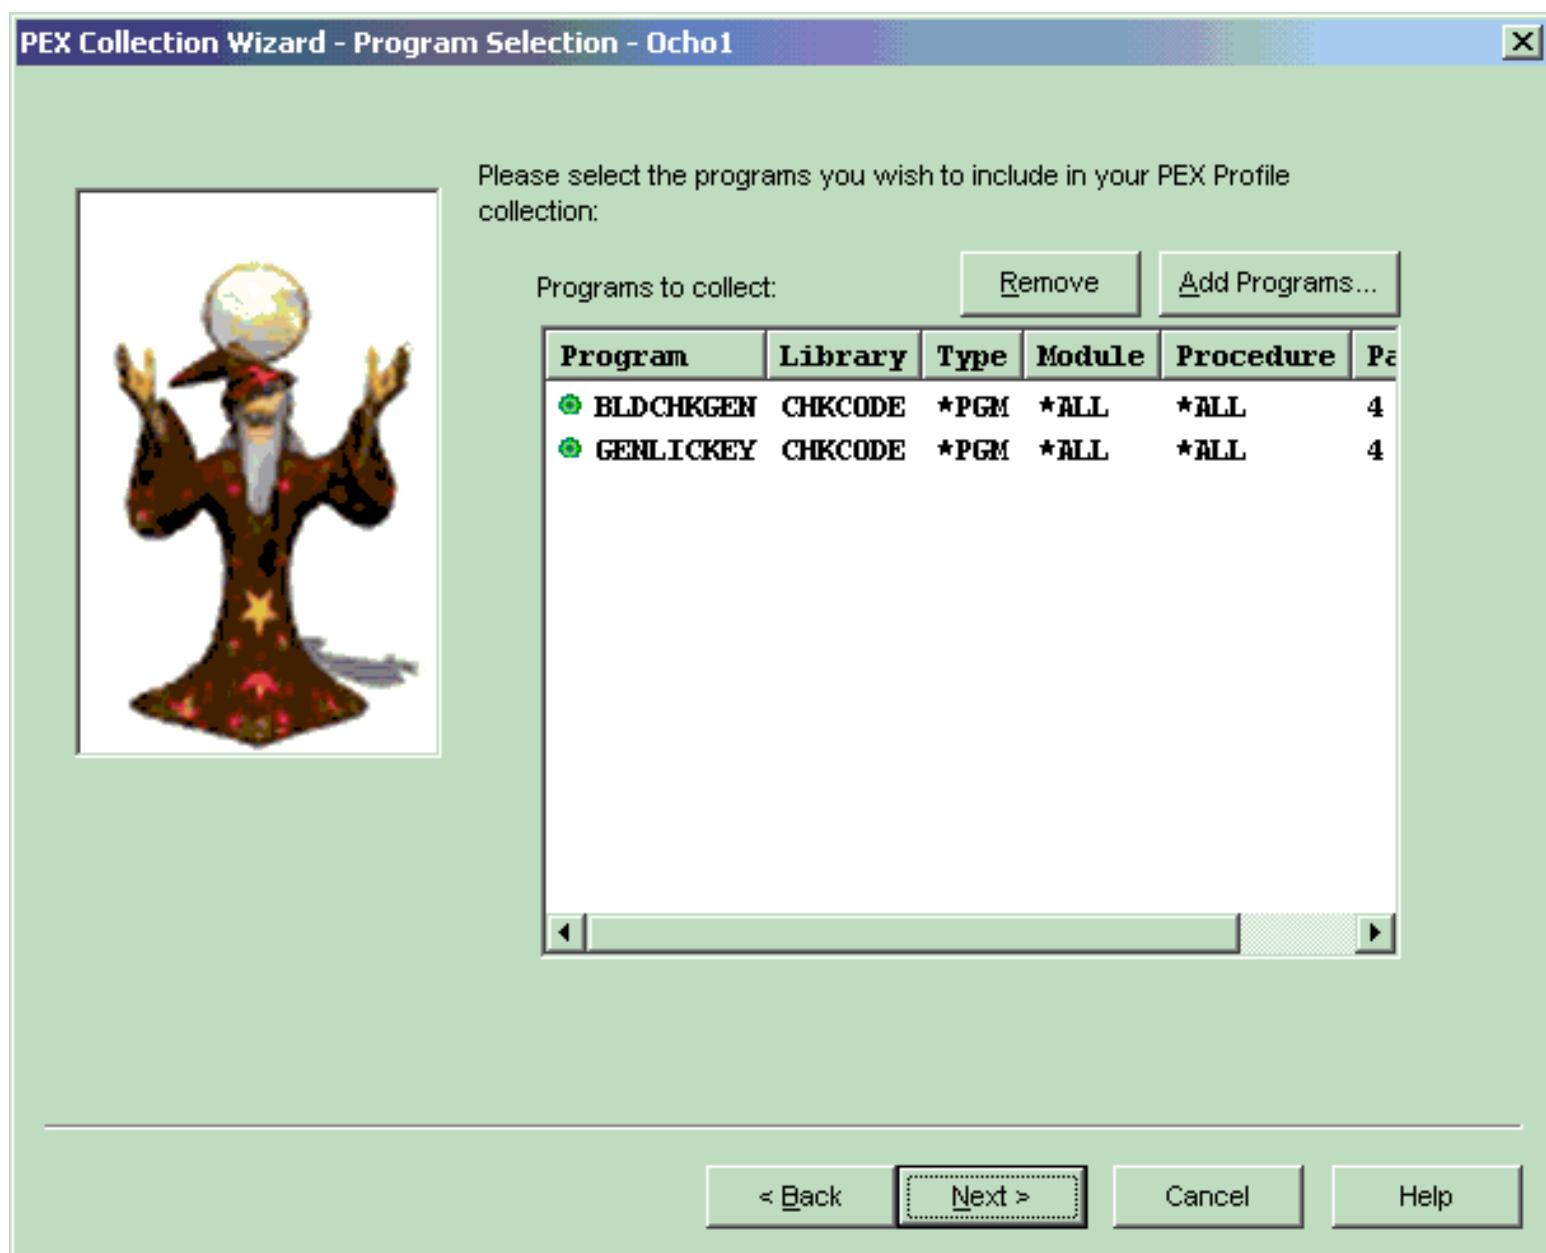 PEX Collection Wizard - Program Selection - Ocho1
Please select the programs you wish to include in your PEX Profile
collection:
Programs to collect:
Remove
Add Programs...
Program Library Type Module Procedure Pa
BLDCHKGEN CHKCODE *PGM *ALL *ALL 4
GENLICKEY CHKCODE *PGM *ALL *ALL 4
< Back
Next >
Cancel
Help